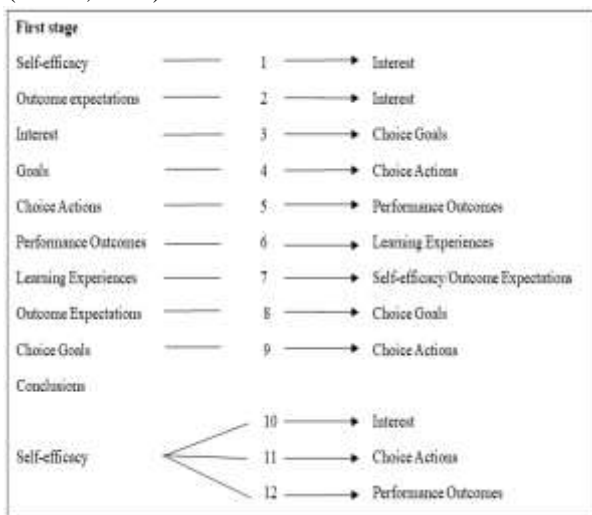 First stage
Self-efficacy 1 Interest
Outcome expectations 2 Interest
Interest 3 Choice Goals
Goals 4 Choice Actions
Choice Actions 5 Performance Outcomes
Performance Outcomes 6 Learning Experiences
Learning Experiences 7 Self-efficacy/Outcome Expectations
Outcome Expectations 8 Choice Goals
Choice Goals 9 Choice Actions
Conclusions
10 Interest
Self-efficacy 11 Choice Actions
12 Performance Outcomes